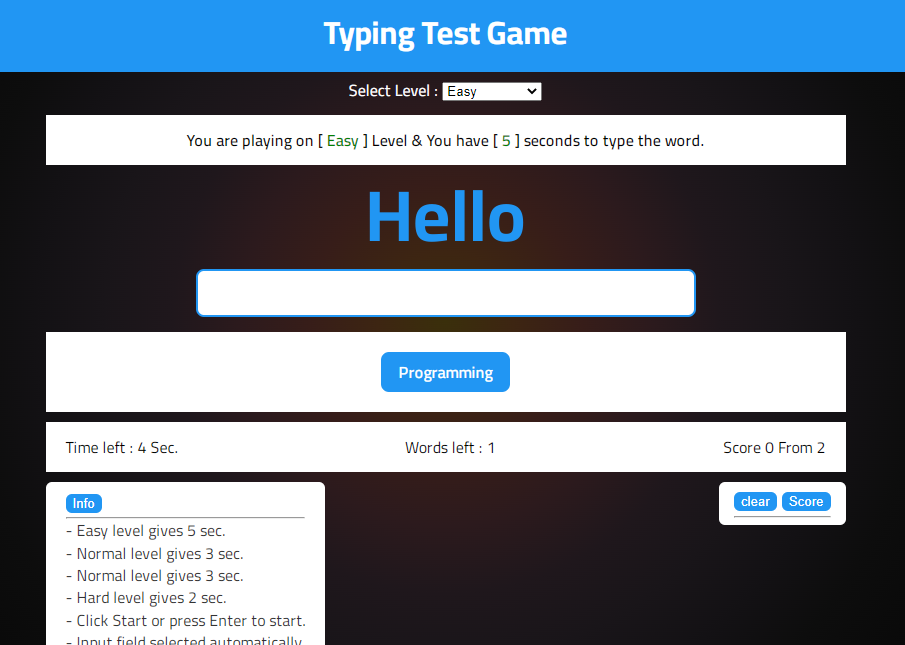 Typing Test Game
Select Level : Easy
You are playing on [ Easy ] Level & You have [ 5 ] seconds to type the word.
Hello
Programming
Time left : 4 Sec. Words left : 1 Score 0 From 2
Info
clear Score
- Easy level gives 5 sec.
- Normal level gives 3 sec.
- Normal level gives 3 sec.
- Hard level gives 2 sec.
- Click Start or press Enter to start.
- Input field selected automatically